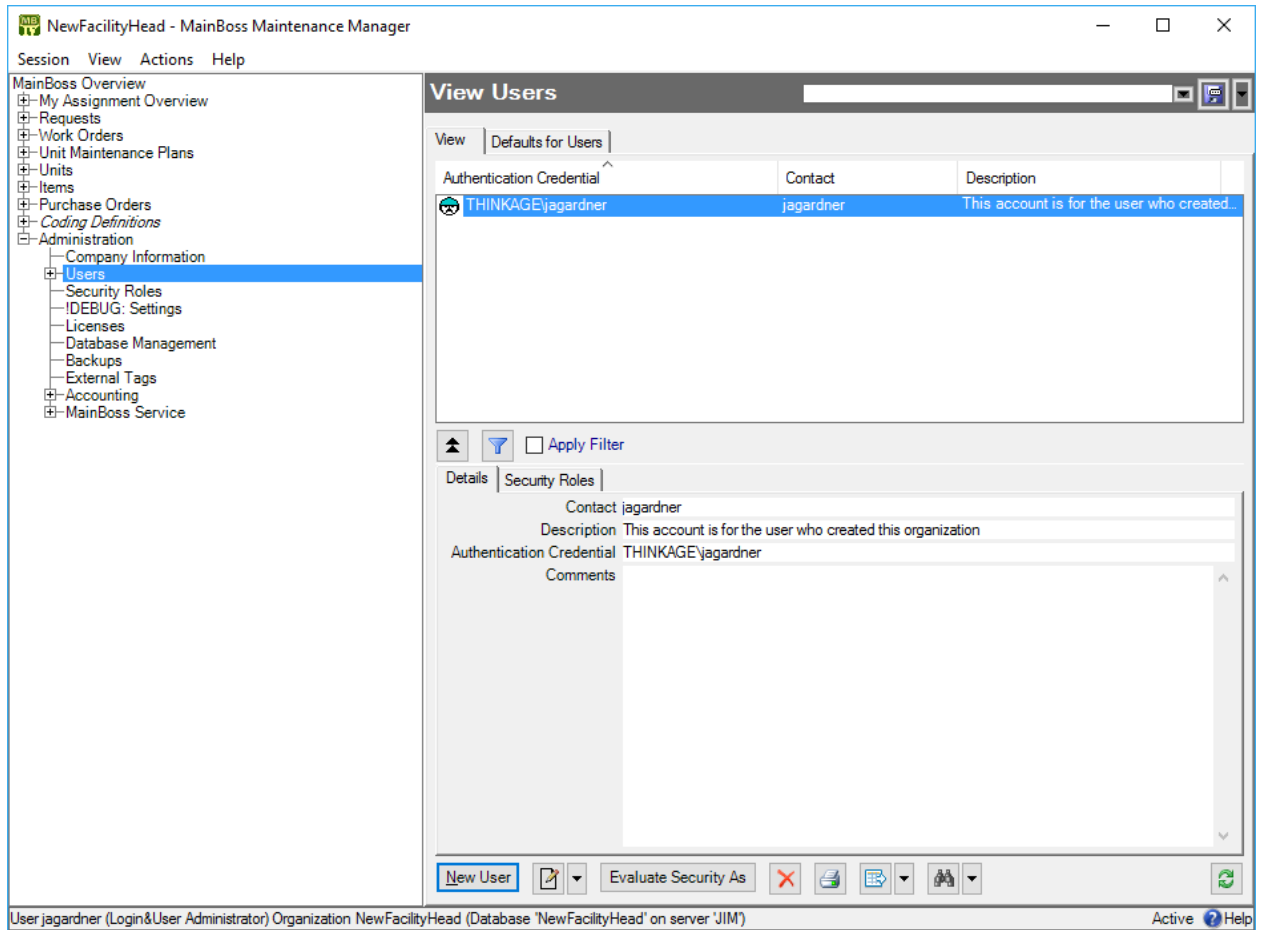 NewFacilityHead - MainBoss Maintenance Manager
Session View Actions Help
MainBoss Overview
My Assignment Overview
Requests
Work Orders
Unit Maintenance Plans
Units
Items
Purchase Orders
Coding Definitions
Administration
Company Information
Users
Security Roles
!DEBUG: Settings
Licenses
Database Management
Backups
External Tags
Accounting
MainBoss Service
View Users
View Defaults for Users
Authentication Credential Contact Description
THINKAGE\jagardner jagardner This account is for the user who created...
Apply Filter
Details Security Roles
Contact jagardner
Description This account is for the user who created this organization
Authentication Credential THINKAGE\jagardner
Comments
New User Evaluate Security As
User jagardner (Login&User Administrator) Organization NewFacilityHead (Database 'NewFacilityHead' on server 'JIM') Active Help